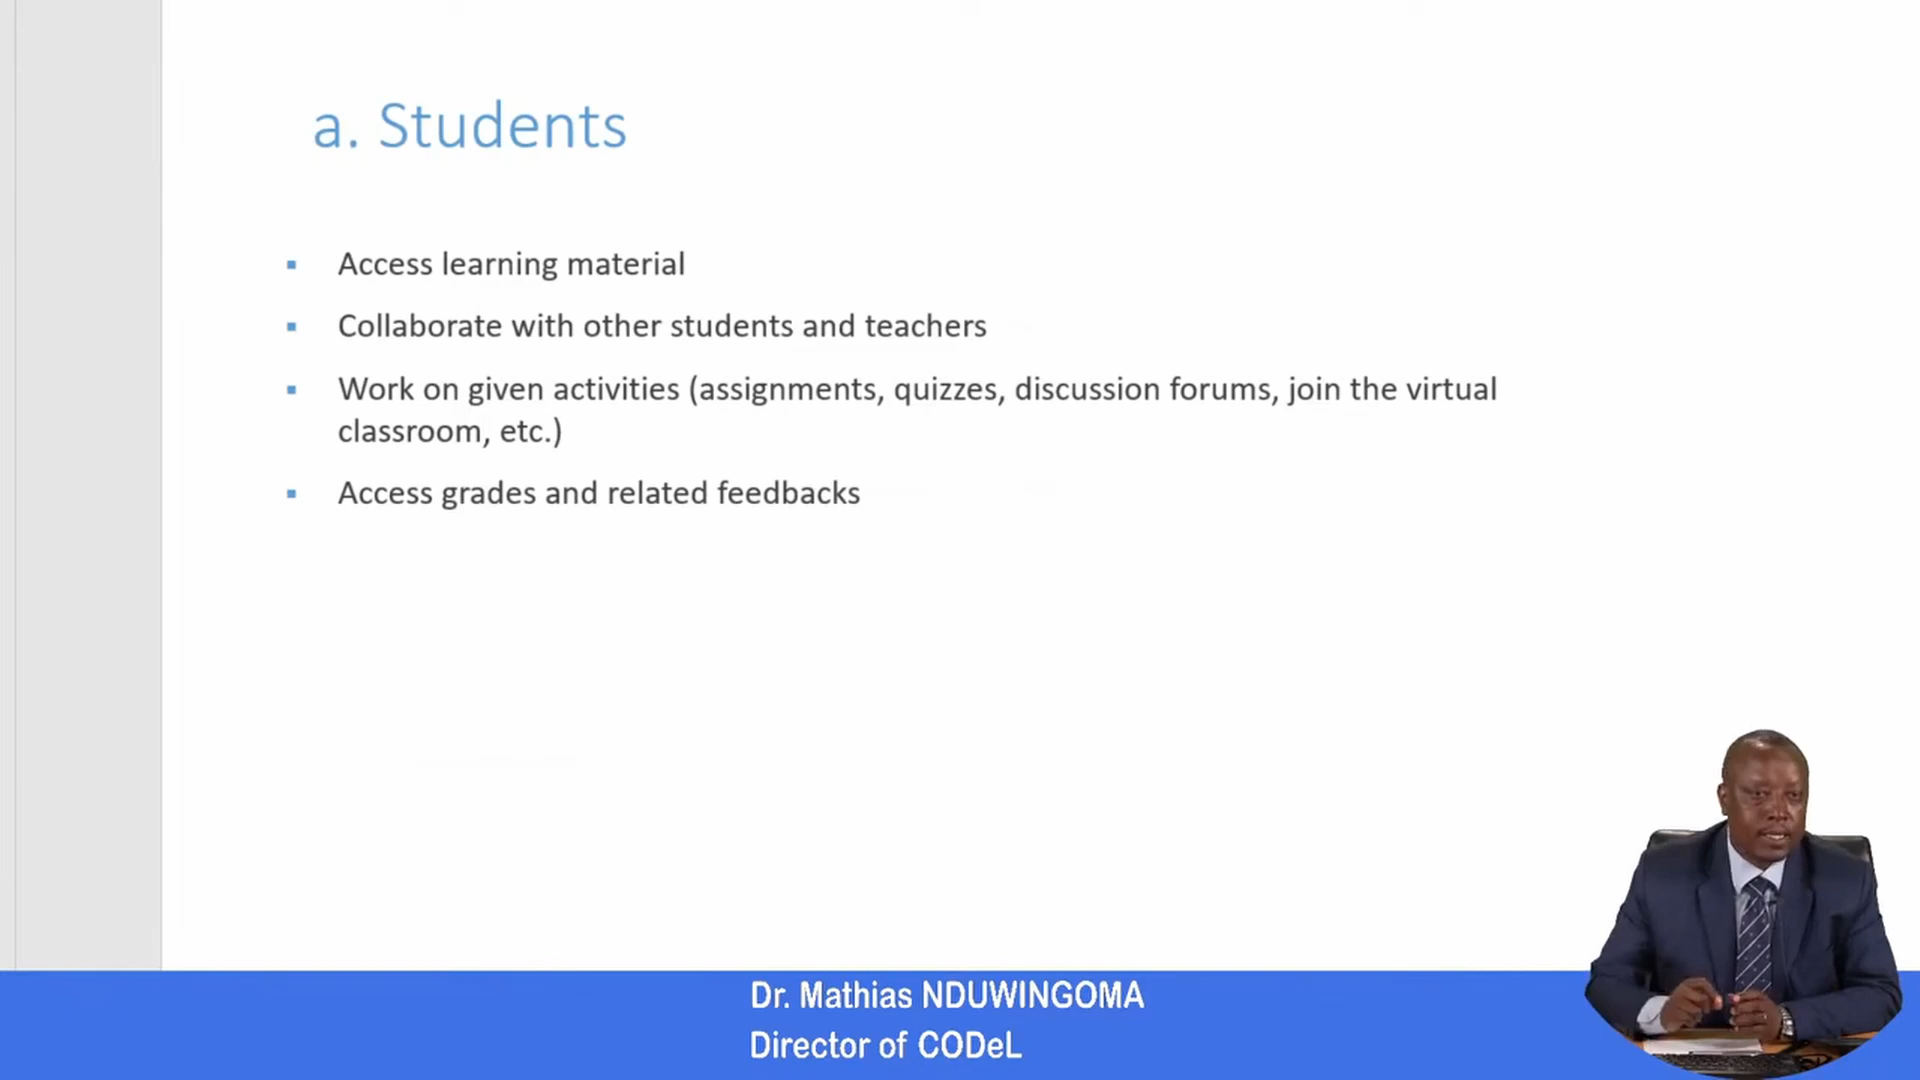 a. Students
▪ Access learning material
▪ Collaborate with other students and teachers
▪ Work on given activities (assignments, quizzes, discussion forums, join the virtual
classroom, etc.)
▪ Access grades and related feedbacks
Dr. Mathias NDUWINGOMA
Director of CODeL